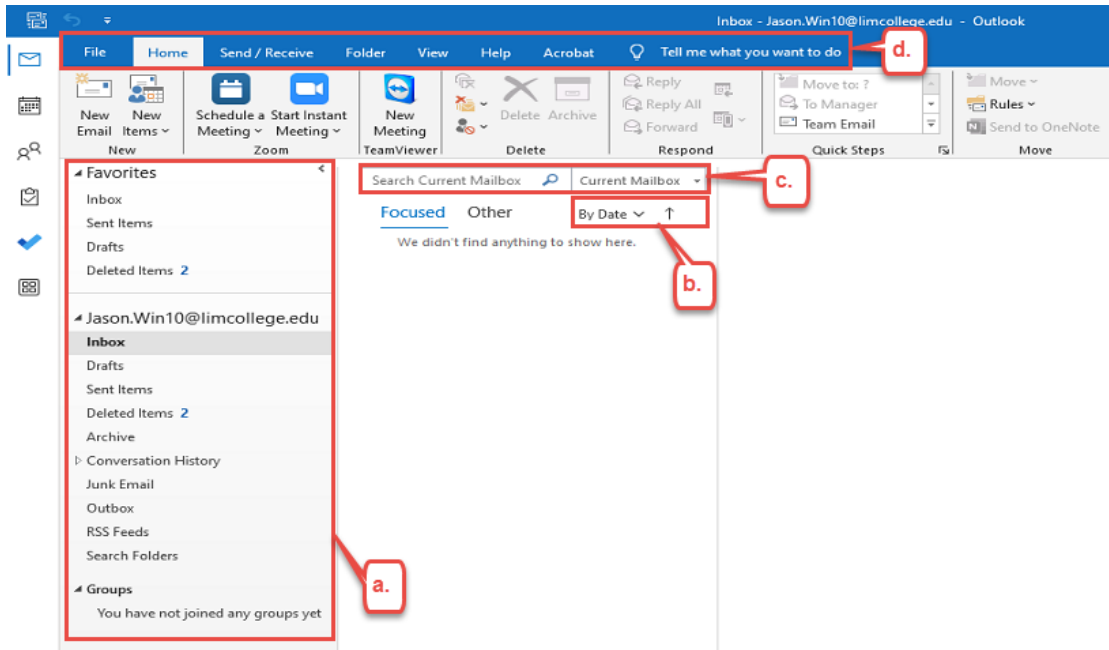 Inbox - Jason.Win10@limcollege.edu - Outlook
File Home Send / Receive Folder View Help Acrobat Tell me what you want to do
d.
New Email
New Items
New
Schedule a Meeting
Start Instant Meeting
Zoom
New Meeting
TeamViewer
Delete Archive
Delete
Reply
Reply All
Forward
Respond
Move to: ?
To Manager
Team Email
Quick Steps
Move
Rules
Send to OneNote
Move
Favorites
Inbox
Sent Items
Drafts
Deleted Items 2
Jason.Win10@limcollege.edu
Inbox
Drafts
Sent Items
Deleted Items 2
Archive
Conversation History
Junk Email
Outbox
RSS Feeds
Search Folders
Groups
You have not joined any groups yet
a.
Search Current Mailbox Current Mailbox
c.
Focused Other By Date
We didn't find anything to show here.
b.